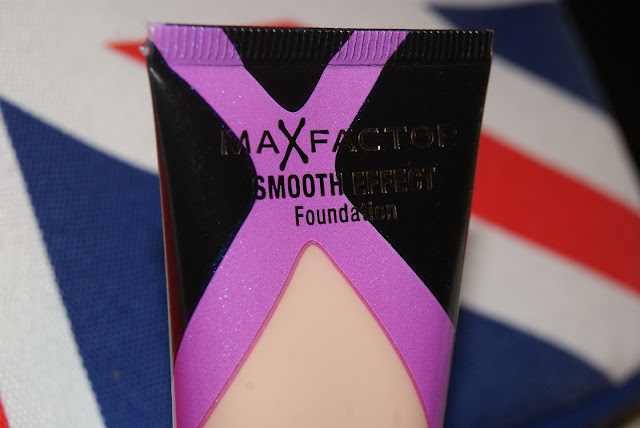 MAXFACTOR
SMOOTH EFFECT
Foundation